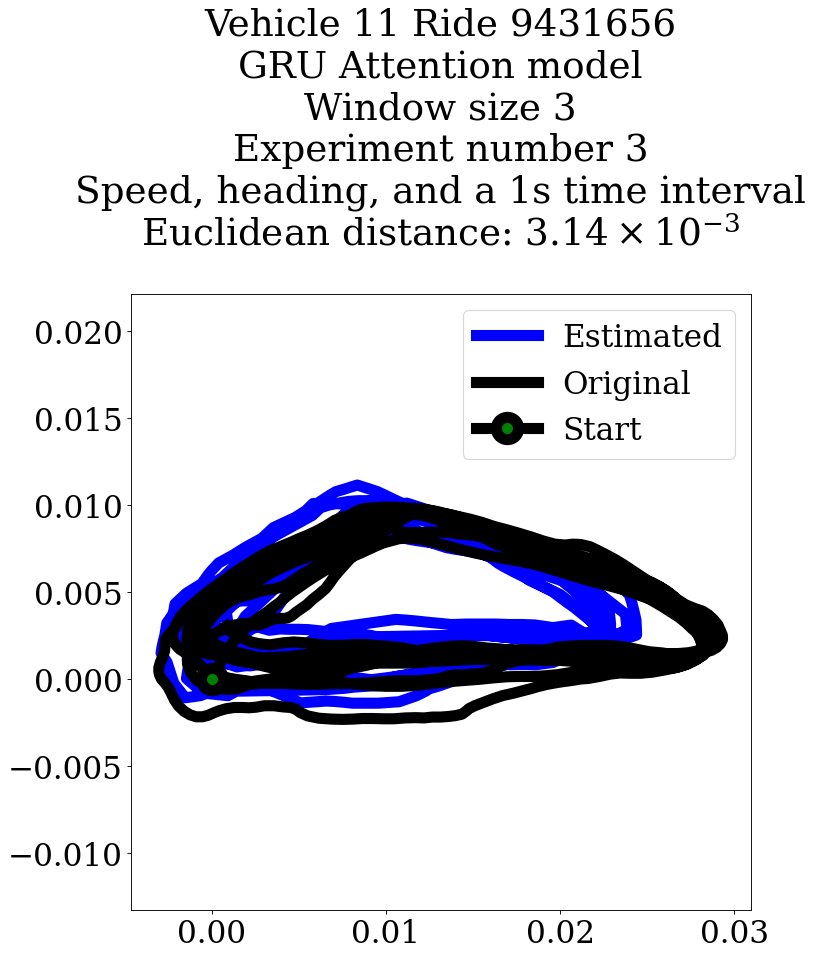 Vehicle 11 Ride 9431656
GRU Attention model
Window size 3
Experiment number 3
Speed, heading, and a 1s time interval
Euclidean distance: 3.14 × 10⁻³
Estimated
Original
Start
0.020
0.015
0.010
0.005
0.000
−0.005
−0.010
0.00 0.01 0.02 0.03